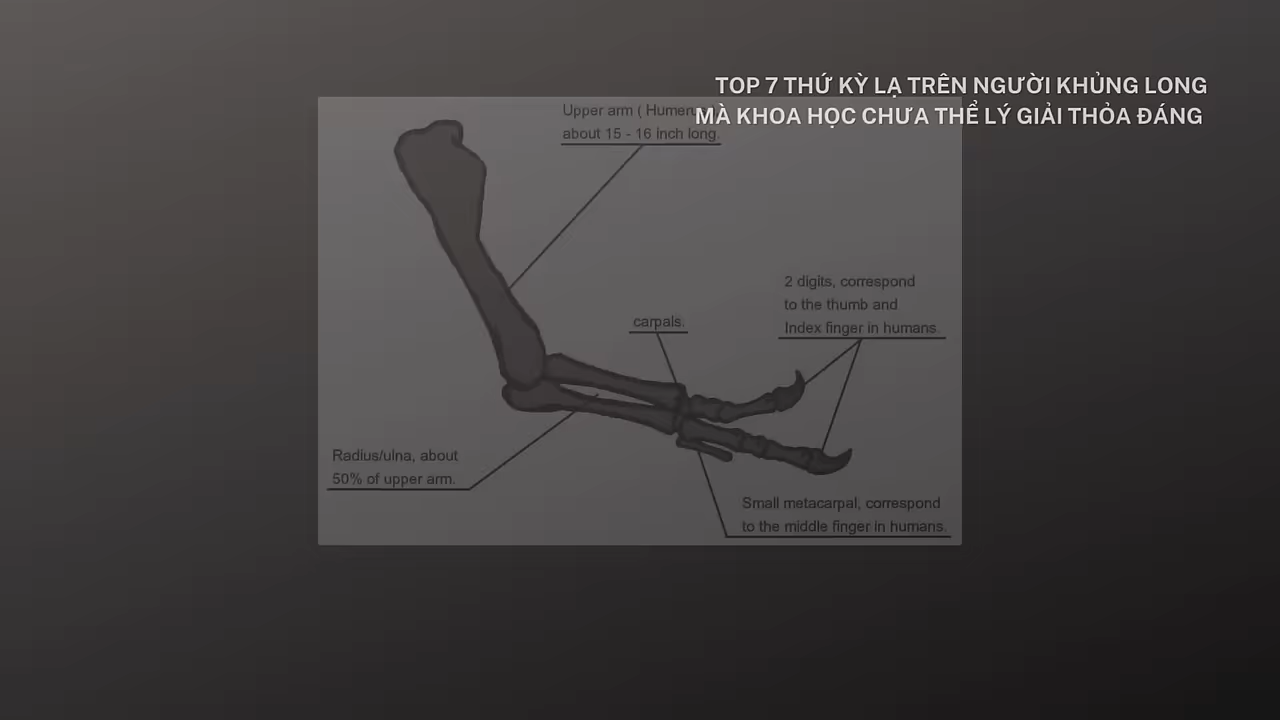 TOP 7 THỨ KỲ LẠ TRÊN NGƯỜI KHỦNG LONG
MÀ KHOA HỌC CHƯA THỂ LÝ GIẢI THỎA ĐÁNG
Upper arm ( Humerus )
about 15 - 16 inch long.
2 digits, correspond
to the thumb and
Index finger in humans.
carpals.
Radius/ulna, about
50% of upper arm.
Small metacarpal, correspond
to the middle finger in humans.